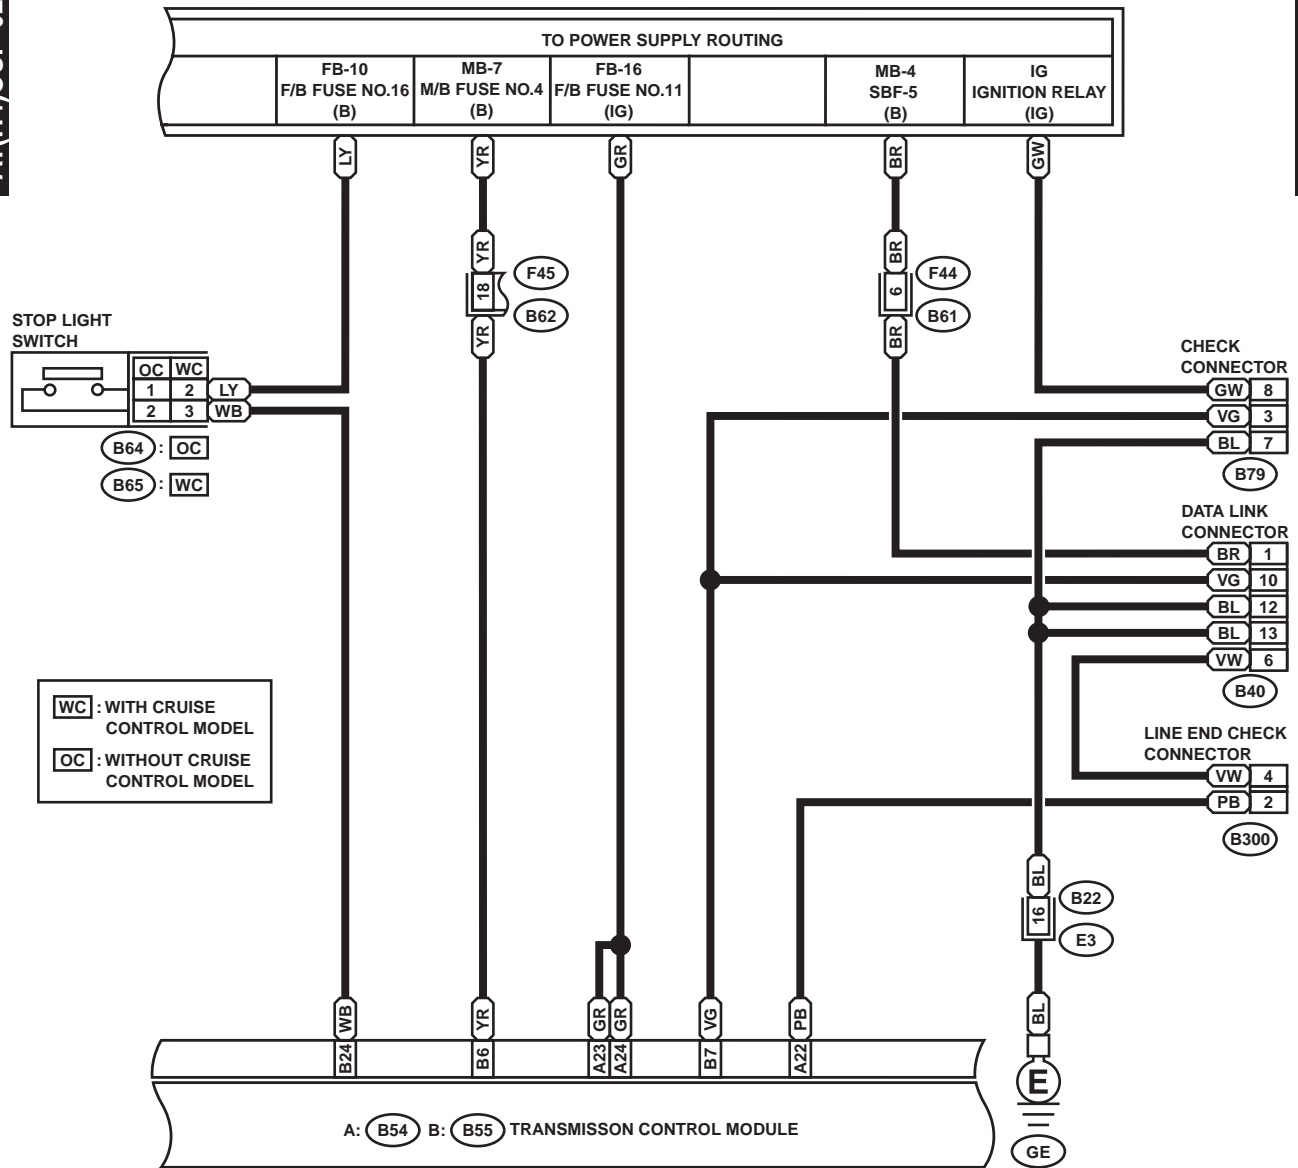 TO POWER SUPPLY ROUTING
FB-10
F/B FUSE NO.16
(B)
MB-7
M/B FUSE NO.4
(B)
FB-16
F/B FUSE NO.11
(IG)
MB-4
SBF-5
(B)
IG
IGNITION RELAY
(IG)
LY
YR
GR
BR
GW
YR
18
YR
F45
B62
BR
6
BR
F44
B61
STOP LIGHT
SWITCH
OC WC
1 2 LY
2 3 WB
B64 : OC
B65 : WC
CHECK
CONNECTOR
GW 8
VG 3
BL 7
B79
DATA LINK
CONNECTOR
BR 1
VG 10
BL 12
BL 13
VW 6
B40
WC : WITH CRUISE
CONTROL MODEL
OC : WITHOUT CRUISE
CONTROL MODEL
LINE END CHECK
CONNECTOR
VW 4
PB 2
B300
BL
16
B22
E3
BL
E
GE
WB
YR
GR
GR
VG
PB
B24
B6
A23
A24
B7
A22
A: B54 B: B55 TRANSMISSON CONTROL MODULE